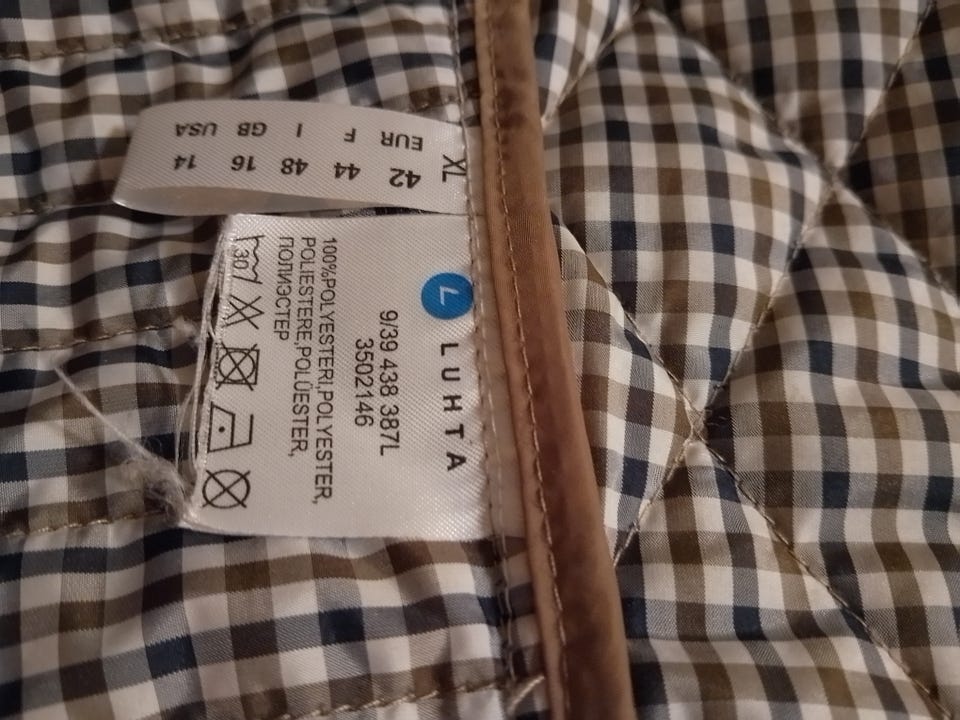 XL
EUR F I GB USA
42 44 48 16 14
L
LUHTA
9/39 438 387L
3502146
100%POLYESTERI,POLYESTER,
POLIESTERE,POLÜESTER,
ПОЛИЭСТЕР
30